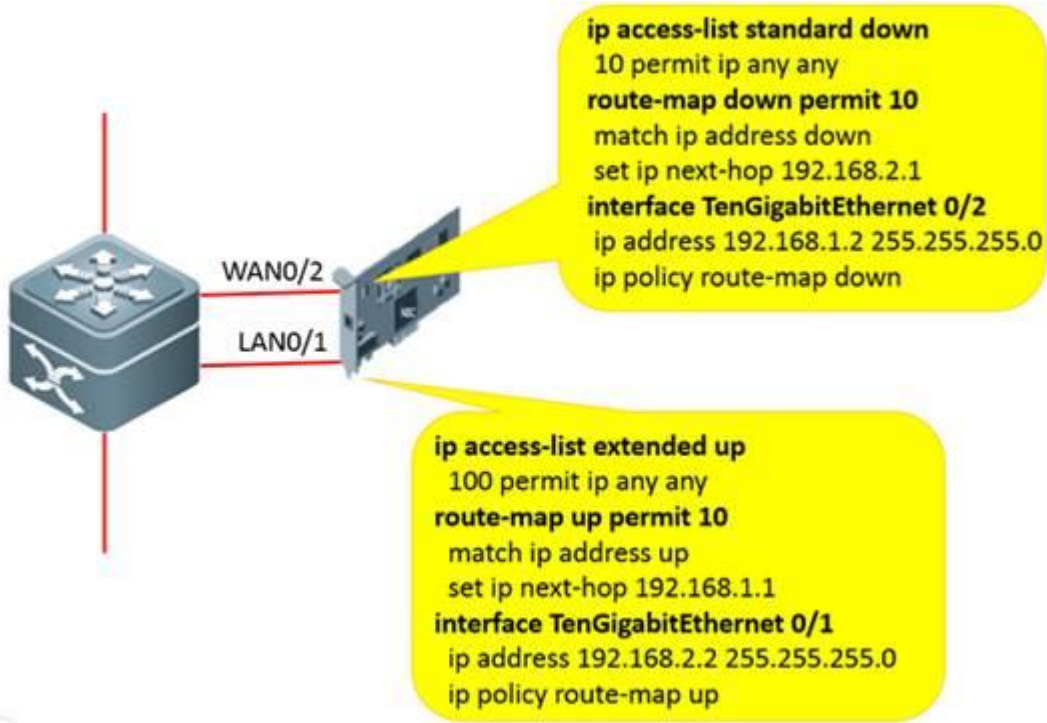 ip access-list standard down
10 permit ip any any
route-map down permit 10
match ip address down
set ip next-hop 192.168.2.1
interface TenGigabitEthernet 0/2
ip address 192.168.1.2 255.255.255.0
ip policy route-map down
WAN0/2
LAN0/1
ip access-list extended up
100 permit ip any any
route-map up permit 10
match ip address up
set ip next-hop 192.168.1.1
interface TenGigabitEthernet 0/1
ip address 192.168.2.2 255.255.255.0
ip policy route-map up